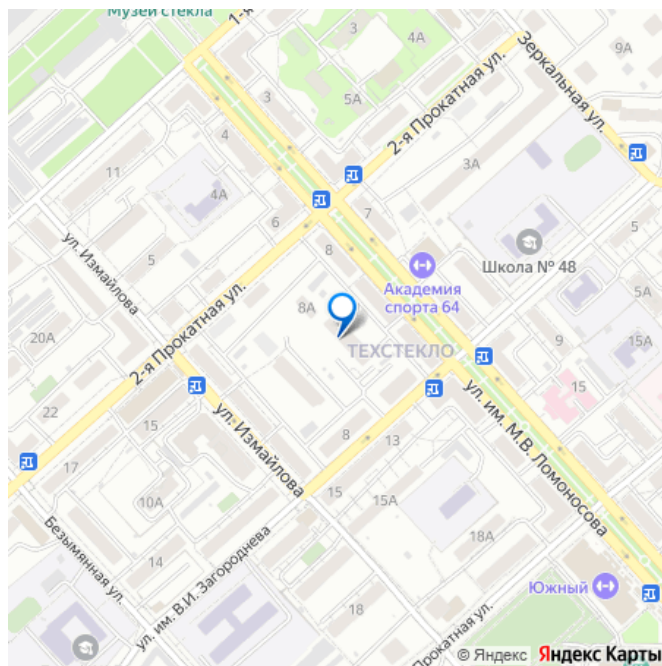 Музей стекла
1-я
3
4А
Зеркальная ул.
9А
2-я Прокатная ул.
5А
3
4
11
3А
4А
7
6
5
ул. Измайлова
8
Школа № 48
5
Академия
спорта 64
8А
20А
ТЕХСТЕКЛО
9
15А
2-я Прокатная ул.
15
22
15
ул. Измайлова
8
13
ул. им. М.В. Ломоносова
17
10А
15
15А
Безымянная ул.
14
18А
ул. им. В.И. Загороднева
Южный
18
Прокатная ул.
© Яндекс Яндекс Карты